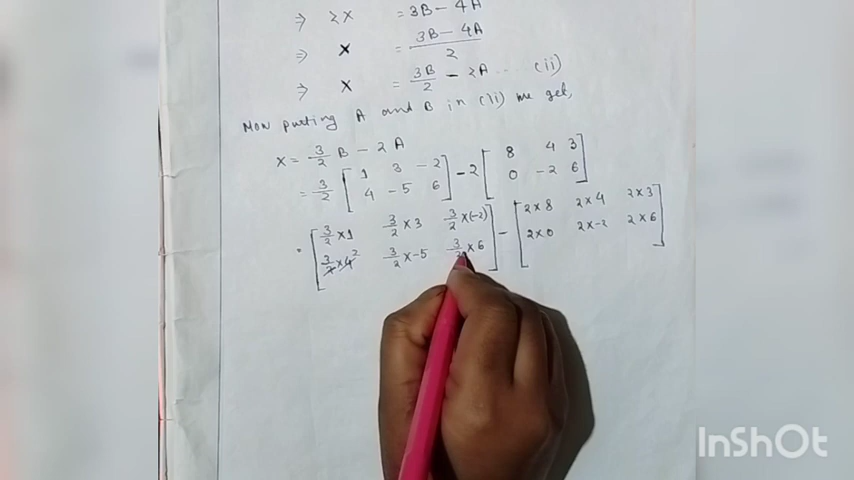 ⇒ 2X = 3B - 4A
⇒ X = 3B - 4A / 2
⇒ X = 3B/2 - 2A ... (ii)
Now putting A and B in (ii) we get,
X = 3/2 B - 2A
= 3/2 [1 3 -2; 4 -5 6] - 2 [8 4 3; 0 -2 6]
= [3/2 × 1 3/2 × 3 3/2 × (-2); 3/2 × 4 2 3/2 × -5 3/2 × 6] - [2 × 8 2 × 4 2 × 3; 2 × 0 2 × -2 2 × 6]
InShOt